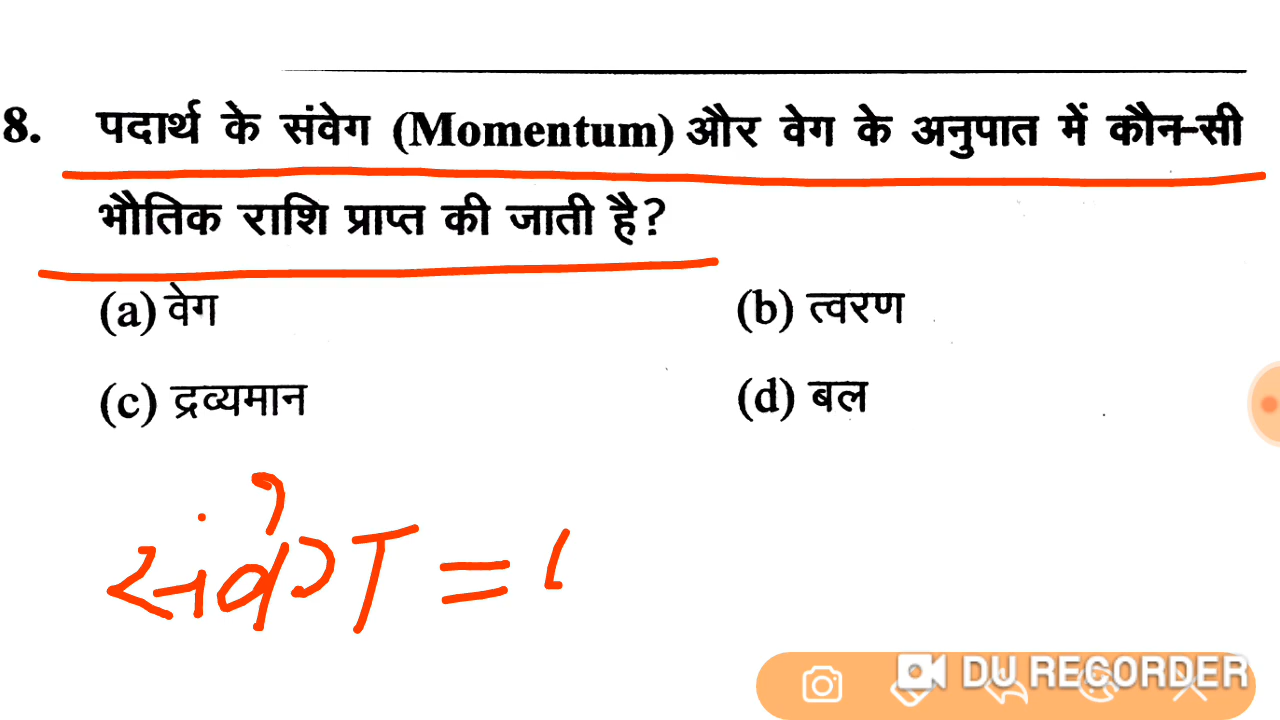 8. पदार्थ के संवेग (Momentum) और वेग के अनुपात में कौन-सी
भौतिक राशि प्राप्त की जाती है?
(a) वेग (b) त्वरण
(c) द्रव्यमान (d) बल
संवेग =
DU RECORDER